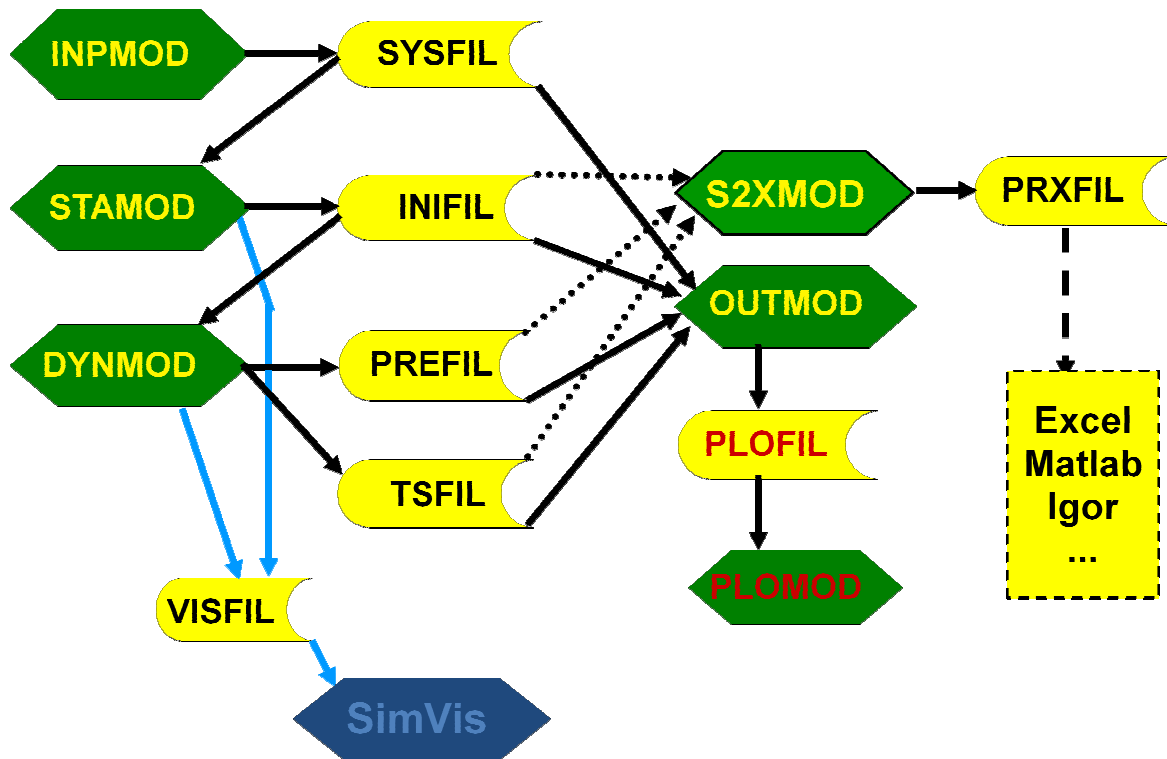 INPMOD
SYSFIL
STAMOD
INIFIL
S2XMOD
PRXFIL
OUTMOD
DYNMOD
PREFIL
PLOFIL
TSFIL
Excel
Matlab
Igor
...
PLOMOD
VISFIL
SimVis